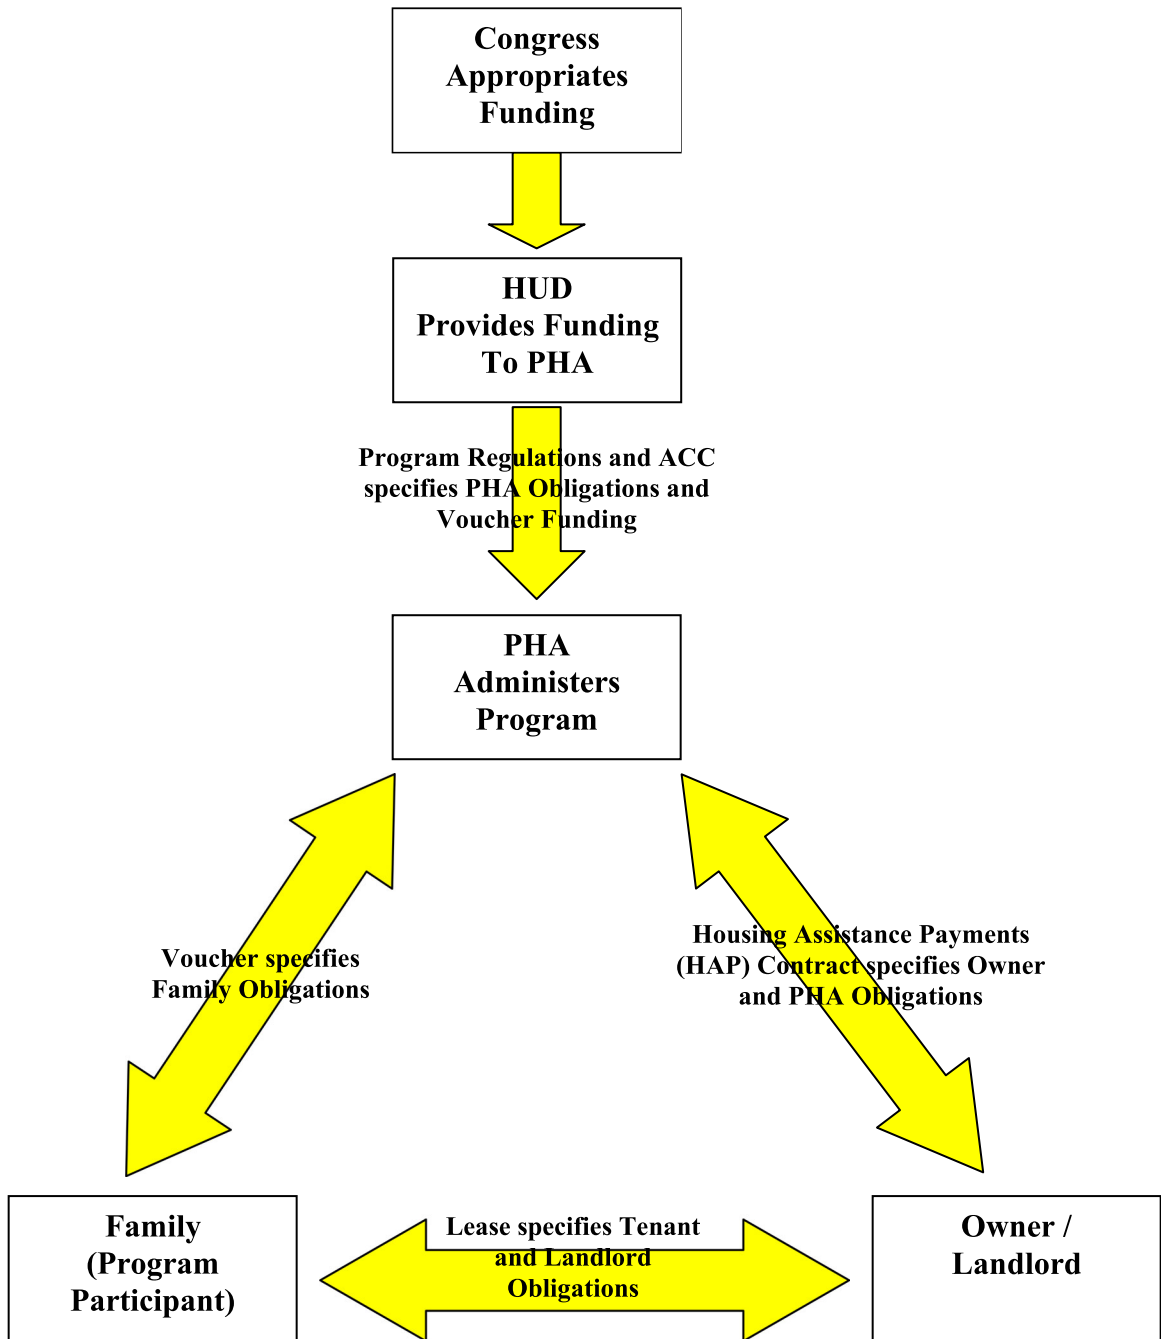 Congress
Appropriates
Funding
HUD
Provides Funding
To PHA
Program Regulations and ACC
specifies PHA Obligations and
Voucher Funding
PHA
Administers
Program
Voucher specifies
Family Obligations
Housing Assistance Payments
(HAP) Contract specifies Owner
and PHA Obligations
Family
(Program
Participant)
Lease specifies Tenant
and Landlord
Obligations
Owner /
Landlord